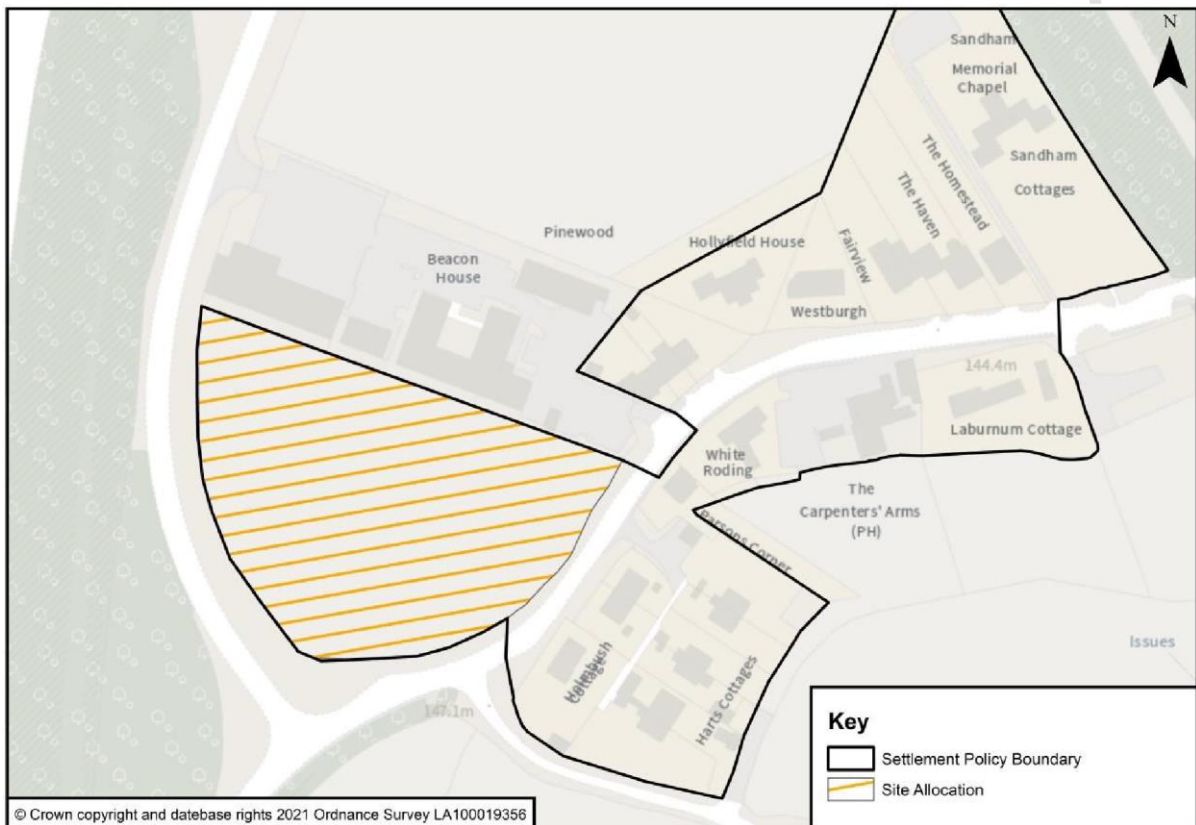 N
Sandham
Memorial
Chapel
Sandham
Cottages
The Homestead
The Haven
Fairview
Hollyfield House
Westburgh
Pinewood
Beacon
House
144.4m
Laburnum Cottage
White
Roding
The
Carpenters' Arms
(PH)
Parsons Corner
Issues
Holmbush
Cottage
Harts Cottages
147.1m
Key
Settlement Policy Boundary
Site Allocation
© Crown copyright and datebase rights 2021 Ordnance Survey LA100019356